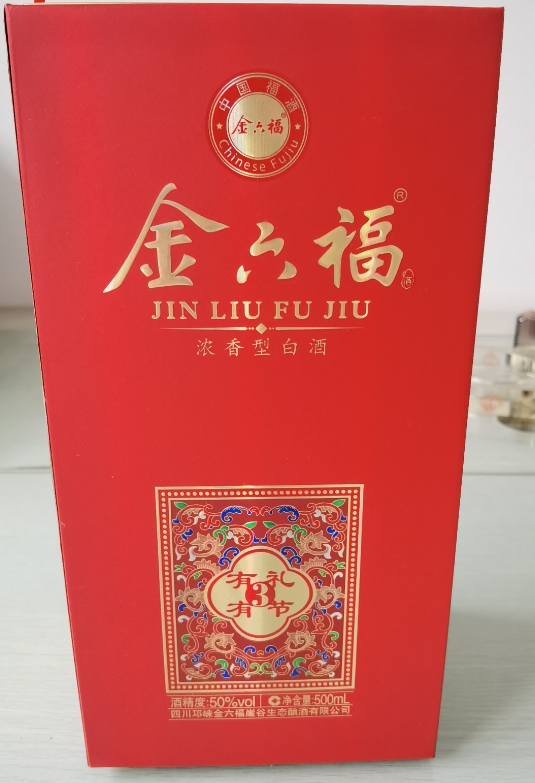 中国福酒
金六福®
Chinese Fujiu
金六福®
酒
JIN LIU FU JIU
浓香型白酒
有礼
3
有节
酒精度:50%vol 净含量:500mL
四川邛崃金六福崖谷生态酿酒有限公司